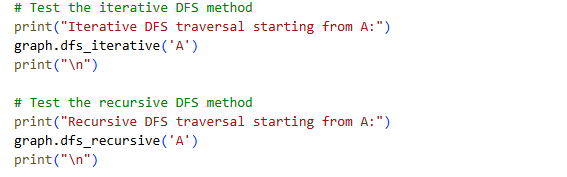 # Test the iterative DFS method
print("Iterative DFS traversal starting from A:")
graph.dfs_iterative('A')
print("\n")
# Test the recursive DFS method
print("Recursive DFS traversal starting from A:")
graph.dfs_recursive('A')
print("\n")